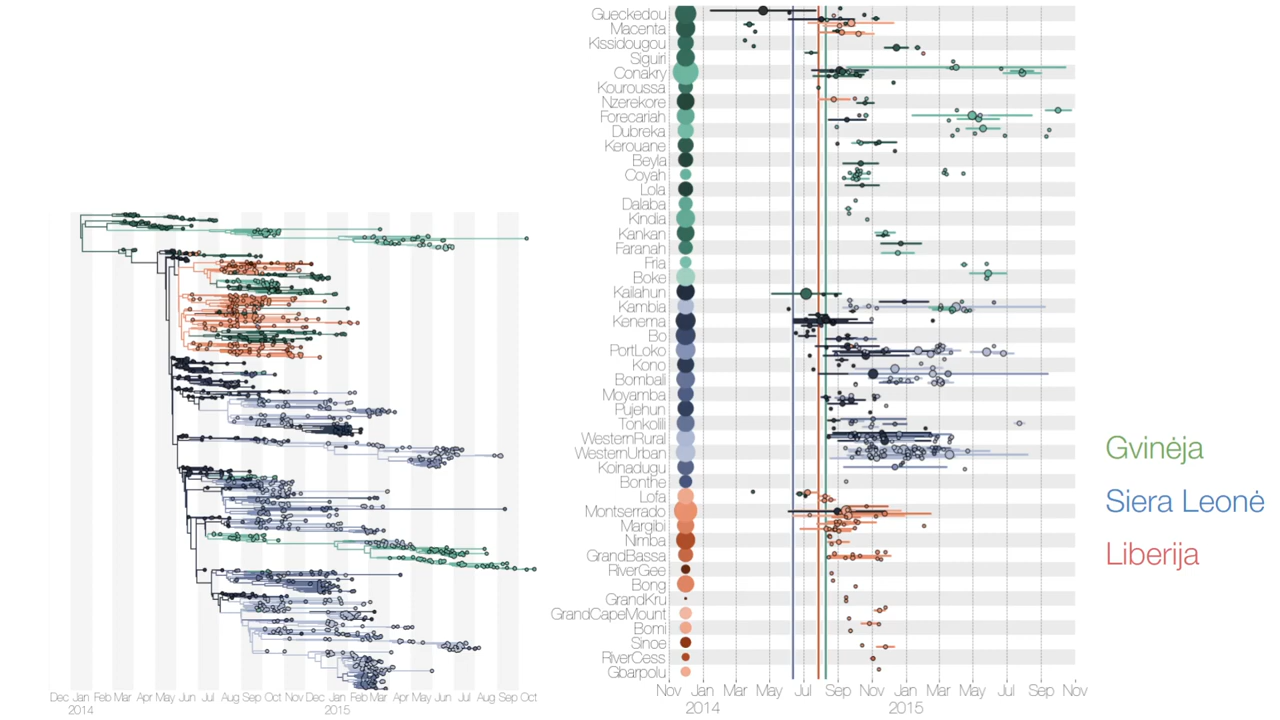 Gueckedou
Macenta
Kissidougou
Siguiri
Conakry
Kouroussa
Nzerekore
Forecariah
Dubreka
Kerouane
Beyla
Coyah
Lola
Dalaba
Kindia
Kankan
Faranah
Fria
Boke
Kailahun
Kambia
Kenema
Bo
PortLoko
Kono
Bombali
Moyamba
Pujehun
Tonkolili
WesternRural
WesternUrban
Koinadugu
Bonthe
Lofa
Montserrado
Margibi
Nimba
GrandBassa
RiverGee
Bong
GrandKru
GrandCapeMount
Bomi
Sinoe
RiverCess
Gbarpolu
Nov Jan Mar May Jul Sep Nov Jan Mar May Jul Sep Nov
2014 2015
Dec Jan Feb Mar Apr May Jun Jul Aug Sep Oct Nov Dec Jan Feb Mar Apr May Jun Jul Aug Sep Oct
2014 2015
Gvinėja
Siera Leonė
Liberija